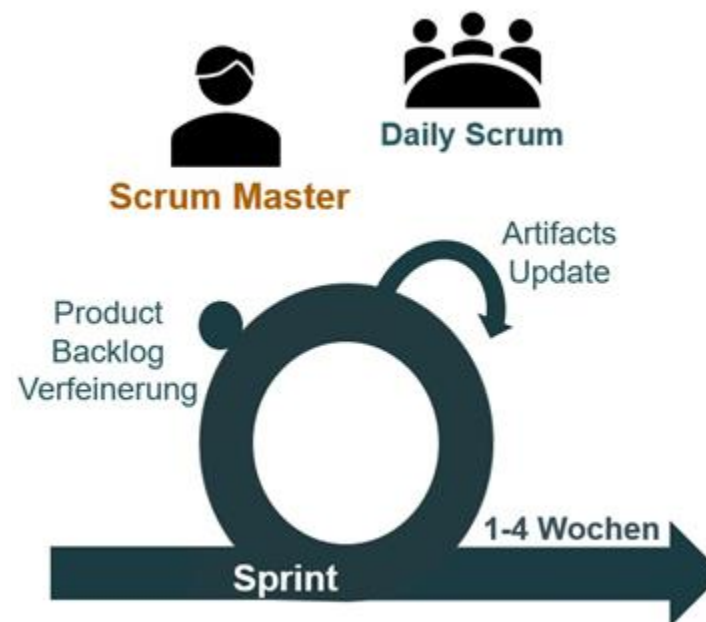 Daily Scrum
Scrum Master
Artifacts
Update
Product
Backlog
Verfeinerung
1-4 Wochen
Sprint